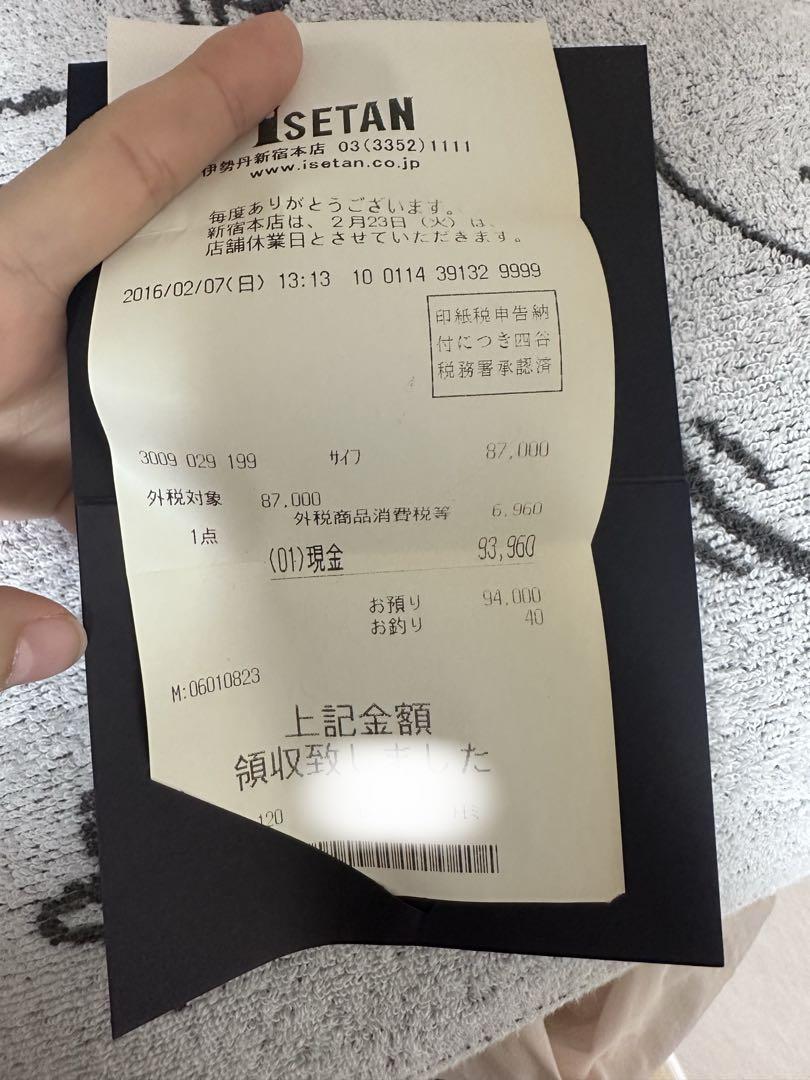 ISETAN
伊勢丹新宿本店 03(3352)1111
www.isetan.co.jp
毎度ありがとうございます。
新宿本店は、2月23日(火)は、
店舗休業日とさせていただきます。
2016/02/07(日) 13:13 10 0114 39132 9999
印紙税申告納
付につき四谷
税務署承認済
3009 029 199 サイフ 87,000
外税対象 87,000
外税商品消費税等 6,960
1点
(01)現金 93,960
お預り 94,000
お釣り 40
M:06010823
上記金額
領収致しました
120